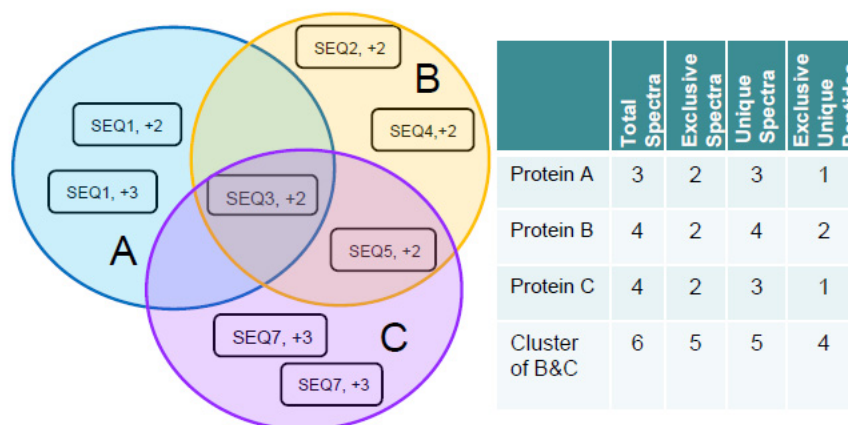 SEQ2, +2
B
SEQ1, +2
SEQ4,+2
SEQ1, +3
SEQ3, +2
A
SEQ5, +2
SEQ7, +3
C
SEQ7, +3
Total Spectra
Exclusive Spectra
Unique Spectra
Exclusive Unique Peptides
Protein A 3 2 3 1
Protein B 4 2 4 2
Protein C 4 2 3 1
Cluster of B&C 6 5 5 4